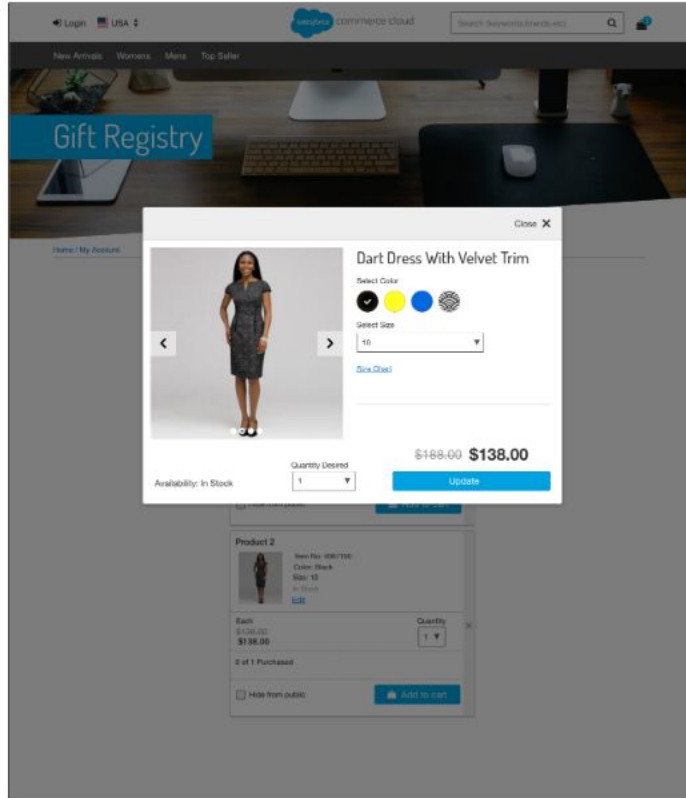 Login USA
salesforce commerce cloud
Search (keywords,brands,etc)
New Arrivals Womens Mens Top Seller
Gift Registry
Home / My Account
Close X
Dart Dress With Velvet Trim
Select Color
Select Size
10
Size Chart
$188.00 $138.00
Quantity Desired
Availability: In Stock
1
Update
Hide from public
Add to cart
Product 2
Color: Black
Size: 10
In Stock
Edit
Each
Quantity
$138.00
1
0 of 1 Purchased
Hide from public
Add to cart